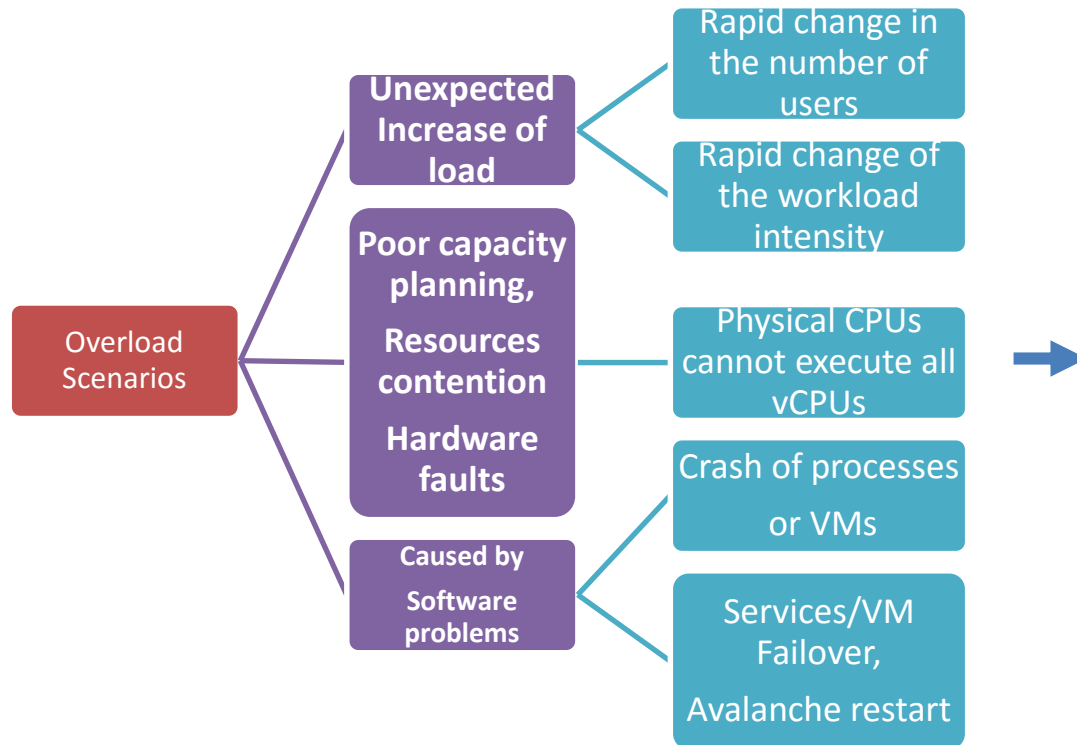 Overload
Scenarios
Unexpected
Increase of
load
Poor capacity
planning,
Resources
contention
Hardware
faults
Caused by
Software
problems
Rapid change in
the number of
users
Rapid change of
the workload
intensity
Physical CPUs
cannot execute all
vCPUs
Crash of processes
or VMs
Services/VM
Failover,
Avalanche restart